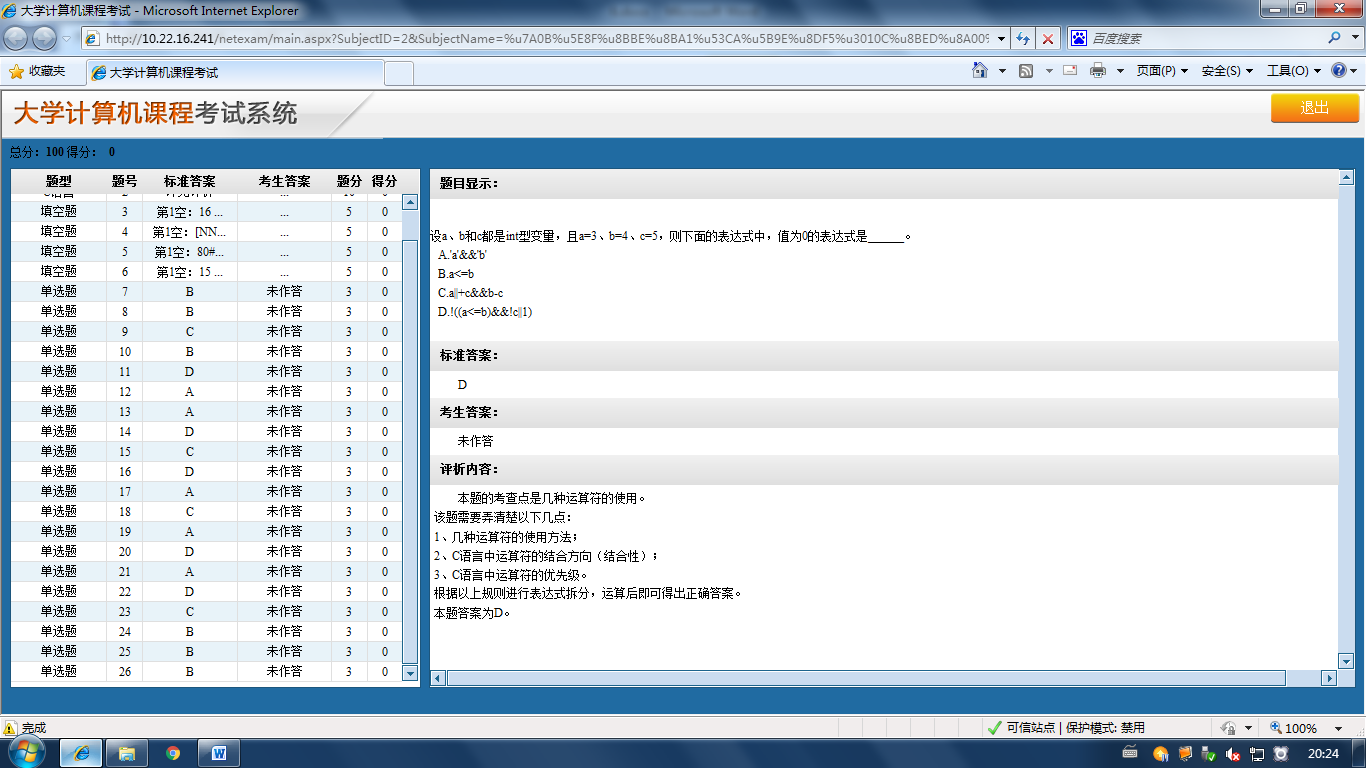 大学计算机课程考试 - Microsoft Internet Explorer
http://10.22.16.241/netexam/main.aspx?SubjectID=2&SubjectName=%u7A0B%u5E8F%u8BBE%u8BA1%u53CA%u5B9E%u8DF5%u3010C%u8BED%u8A00%
百度搜索
收藏夹
大学计算机课程考试
页面(P)
安全(S)
工具(O)
大学计算机课程考试系统
退出
总分：100 得分： 0
题型 题号 标准答案 考生答案 题分 得分
填空题 3 第1空：16 ... ... 5 0
填空题 4 第1空：[NN... ... 5 0
填空题 5 第1空：80#... ... 5 0
填空题 6 第1空：15 ... ... 5 0
单选题 7 B 未作答 3 0
单选题 8 B 未作答 3 0
单选题 9 C 未作答 3 0
单选题 10 B 未作答 3 0
单选题 11 D 未作答 3 0
单选题 12 A 未作答 3 0
单选题 13 A 未作答 3 0
单选题 14 D 未作答 3 0
单选题 15 C 未作答 3 0
单选题 16 D 未作答 3 0
单选题 17 A 未作答 3 0
单选题 18 C 未作答 3 0
单选题 19 A 未作答 3 0
单选题 20 D 未作答 3 0
单选题 21 A 未作答 3 0
单选题 22 D 未作答 3 0
单选题 23 C 未作答 3 0
单选题 24 B 未作答 3 0
单选题 25 B 未作答 3 0
单选题 26 B 未作答 3 0
题目显示：
设a、b和c都是int型变量，且a=3、b=4、c=5，则下面的表达式中，值为0的表达式是______。
A.'a'&&'b'
B.a<=b
C.a||+c&&b-c
D.!((a<=b)&&!c||1)
标准答案：
D
考生答案：
未作答
评析内容：
本题的考查点是几种运算符的使用。
该题需要弄清楚以下几点：
1、几种运算符的使用方法；
2、C语言中运算符的结合方向（结合性）；
3、C语言中运算符的优先级。
根据以上规则进行表达式拆分，运算后即可得出正确答案。
本题答案为D。
完成
可信站点 | 保护模式: 禁用
100%
20:24